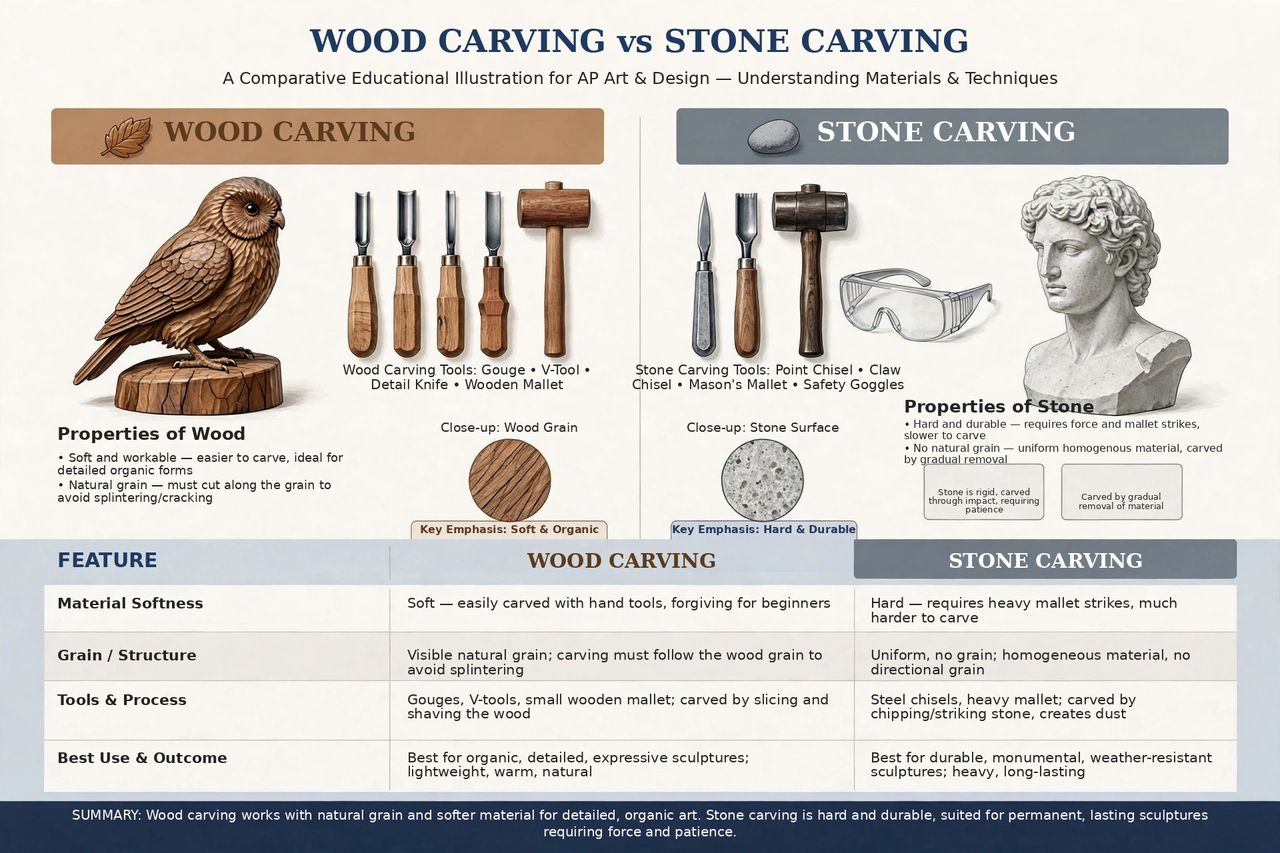 WOOD CARVING vs STONE CARVING
A Comparative Educational Illustration for AP Art & Design — Understanding Materials & Techniques
WOOD CARVING
STONE CARVING
Wood Carving Tools: Gouge • V-Tool •
Detail Knife • Wooden Mallet
Stone Carving Tools: Point Chisel • Claw
Chisel • Mason's Mallet • Safety Goggles
Properties of Wood
• Soft and workable — easier to carve, ideal for
detailed organic forms
• Natural grain — must cut along the grain to
avoid splintering/cracking
Close-up: Wood Grain
Key Emphasis: Soft & Organic
Close-up: Stone Surface
Key Emphasis: Hard & Durable
Properties of Stone
• Hard and durable — requires force and mallet strikes,
slower to carve
• No natural grain — uniform homogenous material, carved
by gradual removal
Stone is rigid, carved
through impact, requiring
patience
Carved by gradual
removal of material
FEATURE
WOOD CARVING
STONE CARVING
Material Softness
Soft — easily carved with hand tools, forgiving for beginners
Hard — requires heavy mallet strikes, much
harder to carve
Grain / Structure
Visible natural grain; carving must follow the wood grain to
avoid splintering
Uniform, no grain; homogeneous material, no
directional grain
Tools & Process
Gouges, V-tools, small wooden mallet; carved by slicing and
shaving the wood
Steel chisels, heavy mallet; carved by
chipping/striking stone, creates dust
Best Use & Outcome
Best for organic, detailed, expressive sculptures;
lightweight, warm, natural
Best for durable, monumental, weather-resistant
sculptures; heavy, long-lasting
SUMMARY: Wood carving works with natural grain and softer material for detailed, organic art. Stone carving is hard and durable, suited for permanent, lasting sculptures
requiring force and patience.